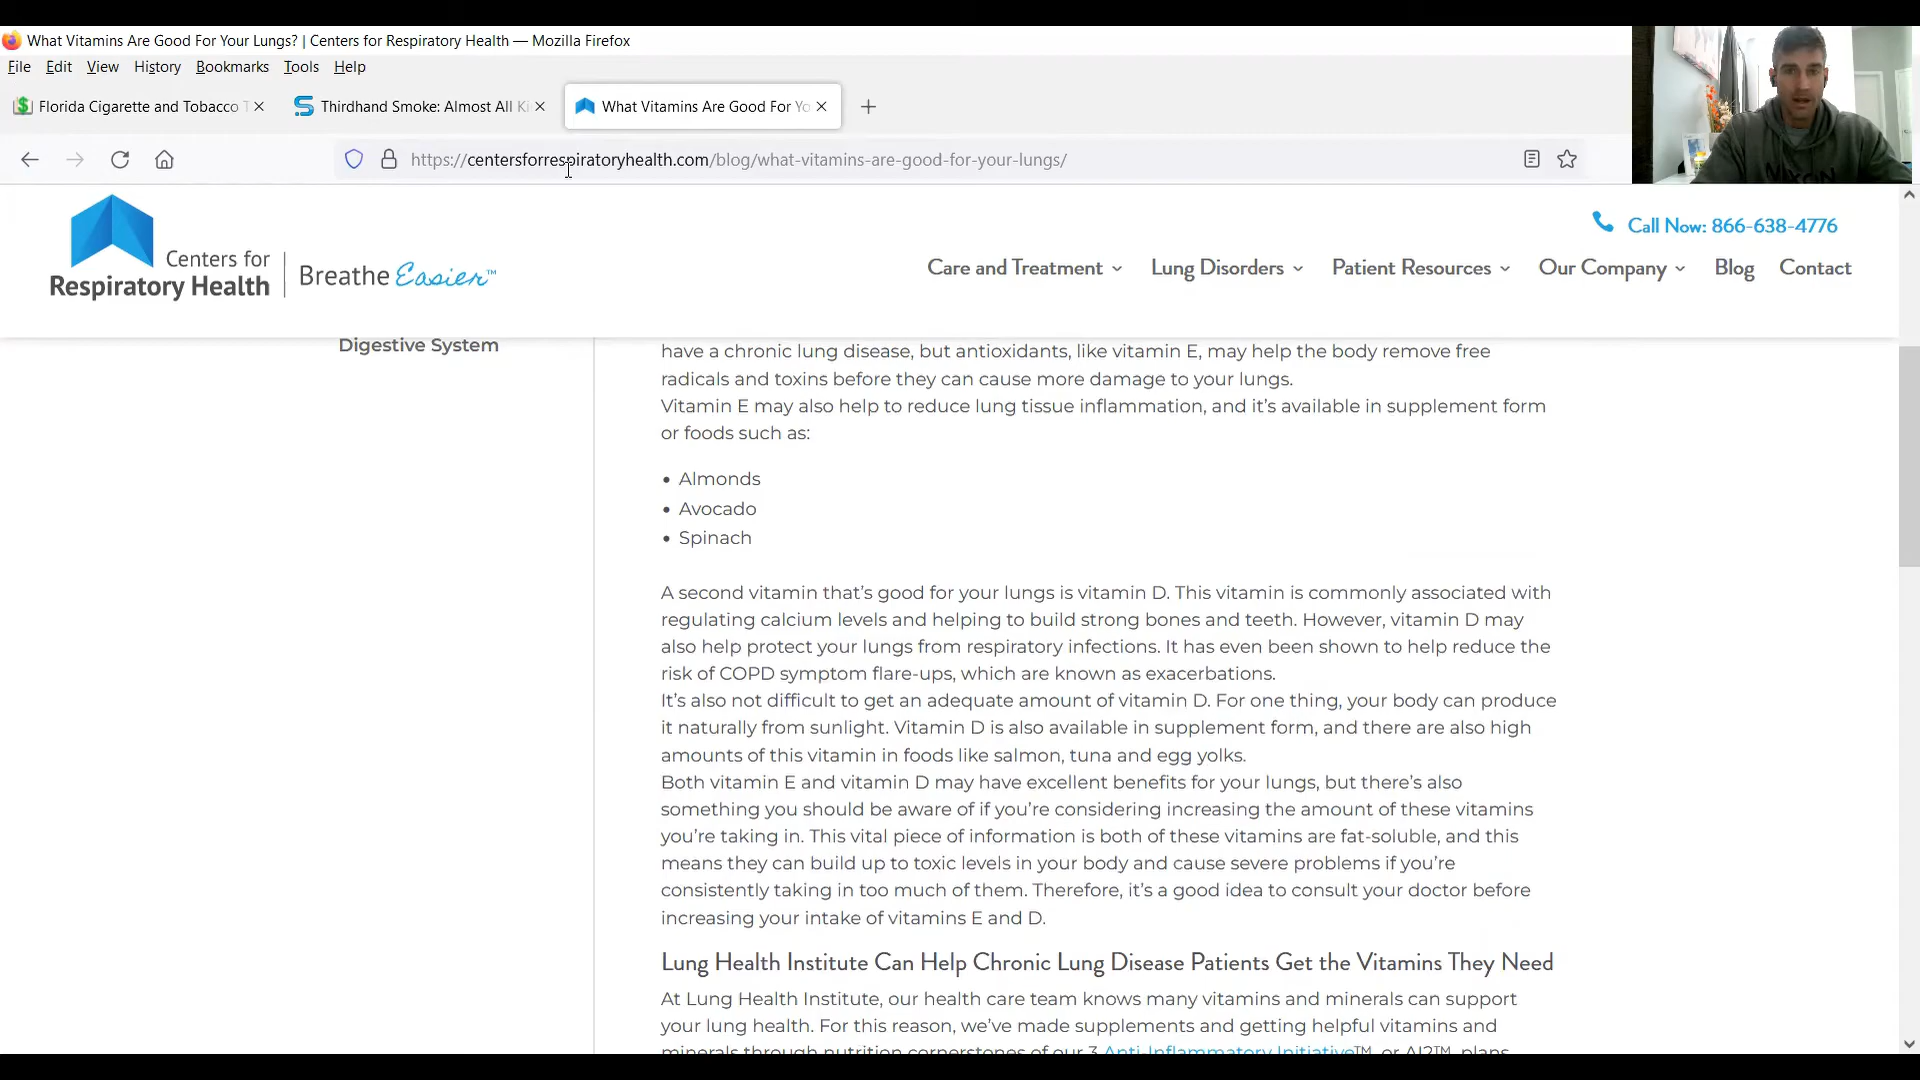 What Vitamins Are Good For Your Lungs? | Centers for Respiratory Health — Mozilla Firefox
File Edit View History Bookmarks Tools Help
Florida Cigarette and Tobacco T
Thirdhand Smoke: Almost All Ki
What Vitamins Are Good For Yo
https://centersforrespiratoryhealth.com/blog/what-vitamins-are-good-for-your-lungs/
Call Now: 866-638-4776
Centers for
Respiratory Health
Breathe Easier™
Care and Treatment Lung Disorders Patient Resources Our Company Blog Contact
Digestive System
have a chronic lung disease, but antioxidants, like vitamin E, may help the body remove free
radicals and toxins before they can cause more damage to your lungs.
Vitamin E may also help to reduce lung tissue inflammation, and it’s available in supplement form
or foods such as:
• Almonds
• Avocado
• Spinach
A second vitamin that’s good for your lungs is vitamin D. This vitamin is commonly associated with
regulating calcium levels and helping to build strong bones and teeth. However, vitamin D may
also help protect your lungs from respiratory infections. It has even been shown to help reduce the
risk of COPD symptom flare-ups, which are known as exacerbations.
It’s also not difficult to get an adequate amount of vitamin D. For one thing, your body can produce
it naturally from sunlight. Vitamin D is also available in supplement form, and there are also high
amounts of this vitamin in foods like salmon, tuna and egg yolks.
Both vitamin E and vitamin D may have excellent benefits for your lungs, but there’s also
something you should be aware of if you’re considering increasing the amount of these vitamins
you’re taking in. This vital piece of information is both of these vitamins are fat-soluble, and this
means they can build up to toxic levels in your body and cause severe problems if you’re
consistently taking in too much of them. Therefore, it’s a good idea to consult your doctor before
increasing your intake of vitamins E and D.
Lung Health Institute Can Help Chronic Lung Disease Patients Get the Vitamins They Need
At Lung Health Institute, our health care team knows many vitamins and minerals can support
your lung health. For this reason, we’ve made supplements and getting helpful vitamins and
minerals through nutrition cornerstones of our 3 Anti-Inflammatory Initiative™, or AI2™, plans